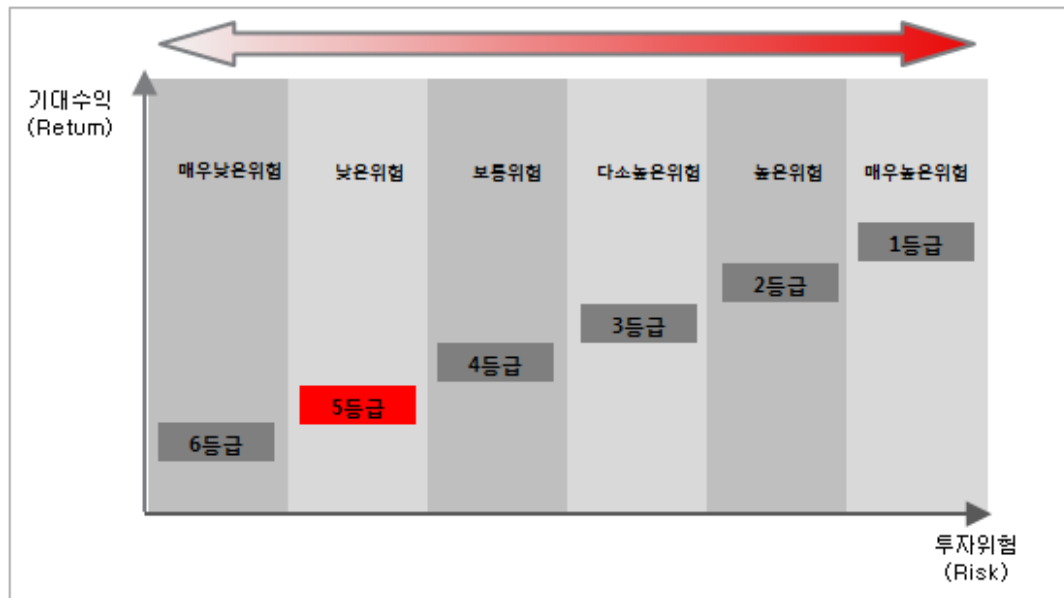 기대수익
(Return)
매우낮은위험
낮은위험
보통위험
다소높은위험
높은위험
매우높은위험
1등급
2등급
3등급
4등급
5등급
6등급
투자위험
(Risk)